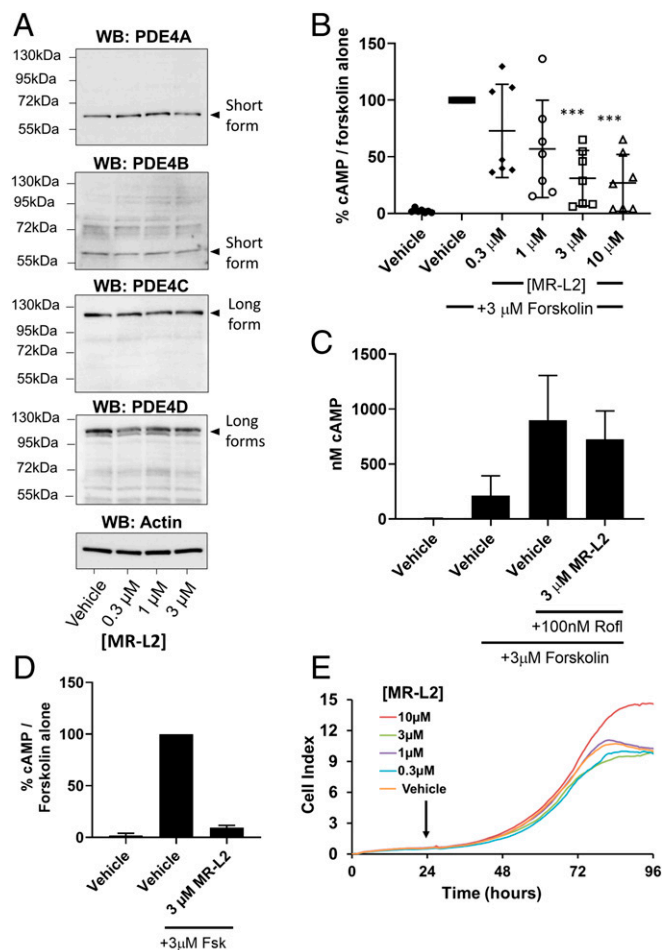 A
WB: PDE4A
130kDa
95kDa
72kDa
55kDa
Short
form
WB: PDE4B
130kDa
95kDa
72kDa
55kDa
Short
form
WB: PDE4C
130kDa
95kDa
72kDa
55kDa
Long
form
WB: PDE4D
130kDa
95kDa
72kDa
55kDa
Long
forms
WB: Actin
Vehicle
0.3 µM
1 µM
3 µM
[MR-L2]
B
% cAMP / forskolin alone
150
100
50
0
***
***
Vehicle
Vehicle
0.3 µM
1 µM
3 µM
10 µM
[MR-L2]
+3 µM Forskolin
C
nM cAMP
1500
1000
500
0
Vehicle
Vehicle
Vehicle
3 µM MR-L2
+100nM Rofl
+3µM Forskolin
D
% cAMP /
Forskolin alone
150
100
50
0
Vehicle
Vehicle
3 µM MR-L2
+3µM Fsk
E
[MR-L2]
10µM
3µM
1µM
0.3µM
Vehicle
Cell Index
15
12
9
6
3
0
0
24
48
72
96
Time (hours)